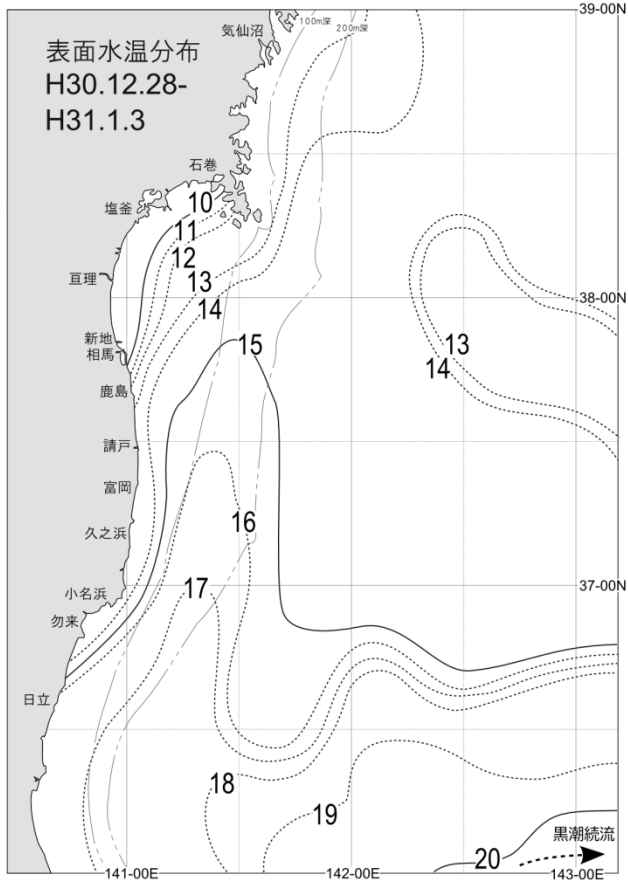 39-00N
気仙沼
100m深
200m深
表面水温分布
H30.12.28-
H31.1.3
石巻
塩釜
10
11
12
13
14
亘理
38-00N
新地
相馬
15
13
14
鹿島
請戸
富岡
16
久之浜
17
37-00N
小名浜
勿来
日立
18
19
黒潮続流
20
141-00E
142-00E
143-00E